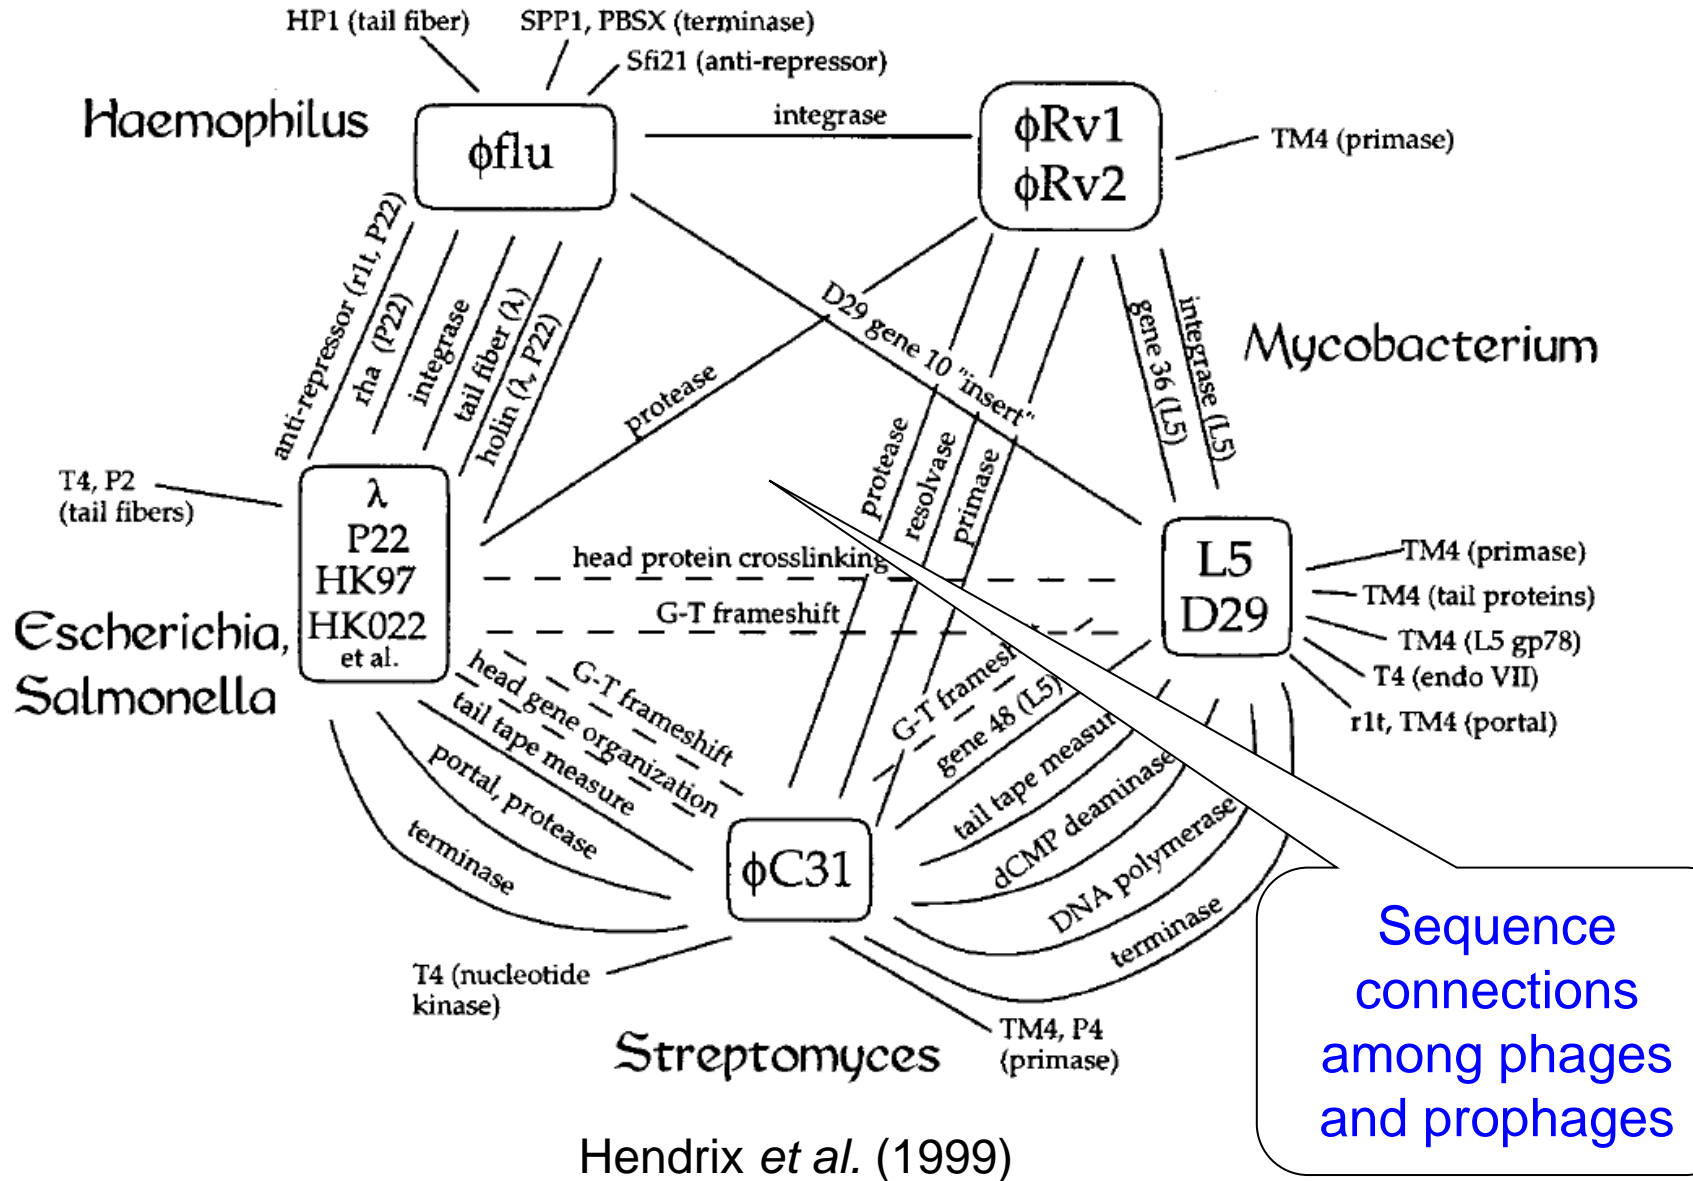 HP1 (tail fiber)
SPP1, PBSX (terminase)
Sfi21 (anti-repressor)
Haemophilus
ϕflu
integrase
ϕRv1
ϕRv2
TM4 (primase)
anti-repressor (r1t, P22)
rha (P22)
integrase
tail fiber (λ)
holin (λ, P22)
D29 gene 10 "insert"
protease
gene 36 (L5)
integrase (L5)
Mycobacterium
protease
resolvase
primase
T4, P2
(tail fibers)
λ
P22
HK97
HK022
et al.
Escherichia,
Salmonella
head protein crosslinking
G-T frameshift
L5
D29
TM4 (primase)
TM4 (tail proteins)
TM4 (L5 gp78)
T4 (endo VII)
r1t, TM4 (portal)
G-T frameshift
head gene organization
tail tape measure
portal, protease
terminase
G-T framesh
gene 48 (L5)
tail tape measur
dCMP deaminase
DNA polymerase
terminase
ϕC31
T4 (nucleotide
kinase)
TM4, P4
(primase)
Streptomyces
Sequence
connections
among phages
and prophages
Hendrix et al. (1999)